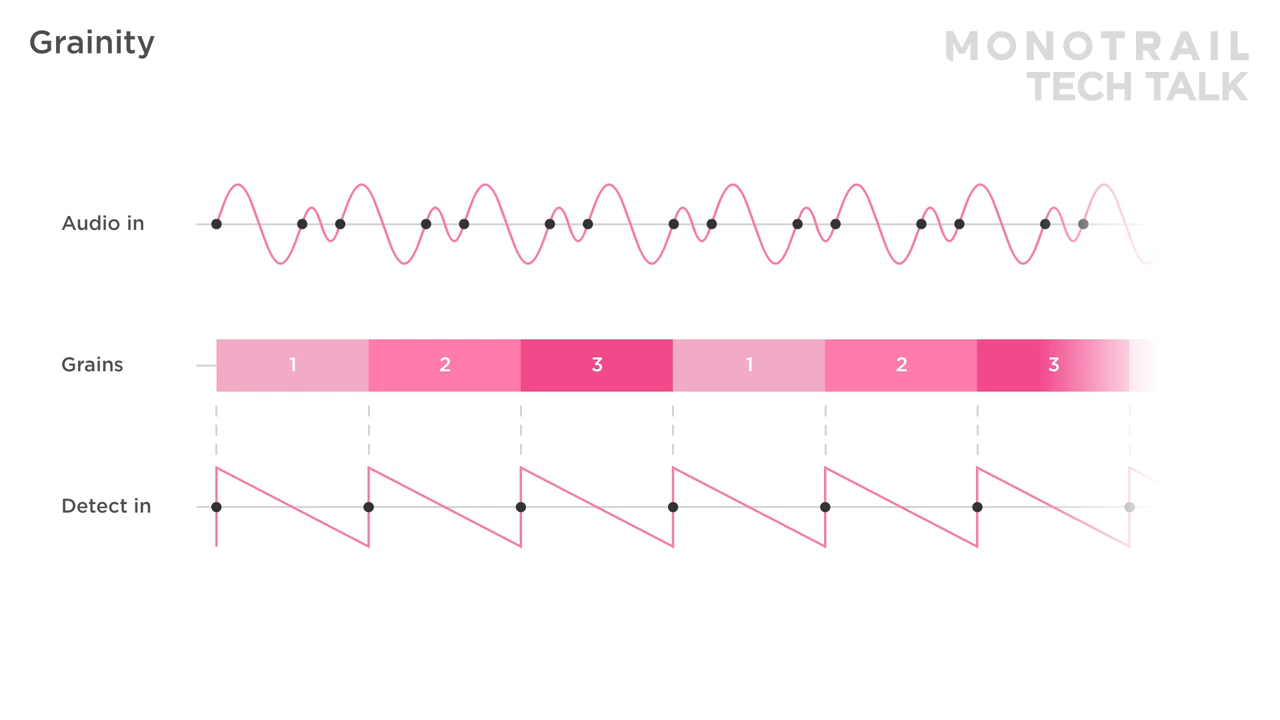 Grainity
MONOTRAIL
TECH TALK
Audio in
Grains
1 2 3 1 2 3
Detect in